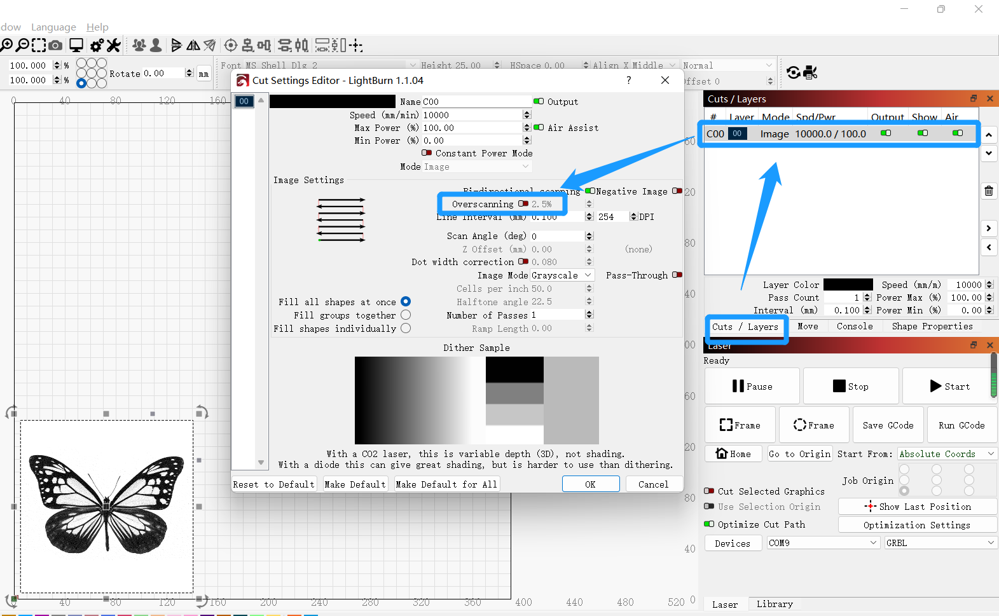 dow Language Help
100.000 %
100.000 %
Rotate 0.00 mm
Font MS Shell Dlg 2 Height 25.00 HSpace 0.00 Align X Middle Normal
ffset 0
0 40 80 120 160
Cut Settings Editor - LightBurn 1.1.04 ?
00
Name C00 Output
Speed (mm/min) 10000
Max Power (%) 100.00 Air Assist
Min Power (%) 0.00
Constant Power Mode
Mode Image
Image Settings
Bi-directional scanning Negative Image
Overscanning 2.5%
Line Interval (mm) 0.100 254 DPI
Scan Angle (deg) 0
Z Offset (mm) 0.00 (none)
Dot width correction 0.080
Image Mode Grayscale Pass-Through
Cells per inch 50.0
Fill all shapes at once Halftone angle 22.5
Fill groups together Number of Passes 1
Fill shapes individually Ramp Length 0.00
Dither Sample
With a CO2 laser, this is variable depth (3D), not shading.
With a diode this can give great shading, but is harder to use than dithering.
Reset to Default Make Default Make Default for All OK Cancel
60
20
80
40
00
60
20
80
40
0
Cuts / Layers
# Layer Mode Spd/Pwr Output Show Air
C00 00 Image 10000.0 / 100.0
Layer Color Speed (mm/m) 10000
Pass Count 1 Power Max (%) 100.00
Interval (mm) 0.100 Power Min (%) 0.00
Cuts / Layers Move Console Shape Properties
Laser
Ready
Pause Stop Start
Frame Frame Save GCode Run GCode
Home Go to Origin Start From: Absolute Coords
Job Origin
Cut Selected Graphics
Use Selection Origin Show Last Position
Optimize Cut Path Optimization Settings
Devices COM9 GRBL
Laser Library
0 40 80 120 160 200 240 280 320 360 400 440 480 520